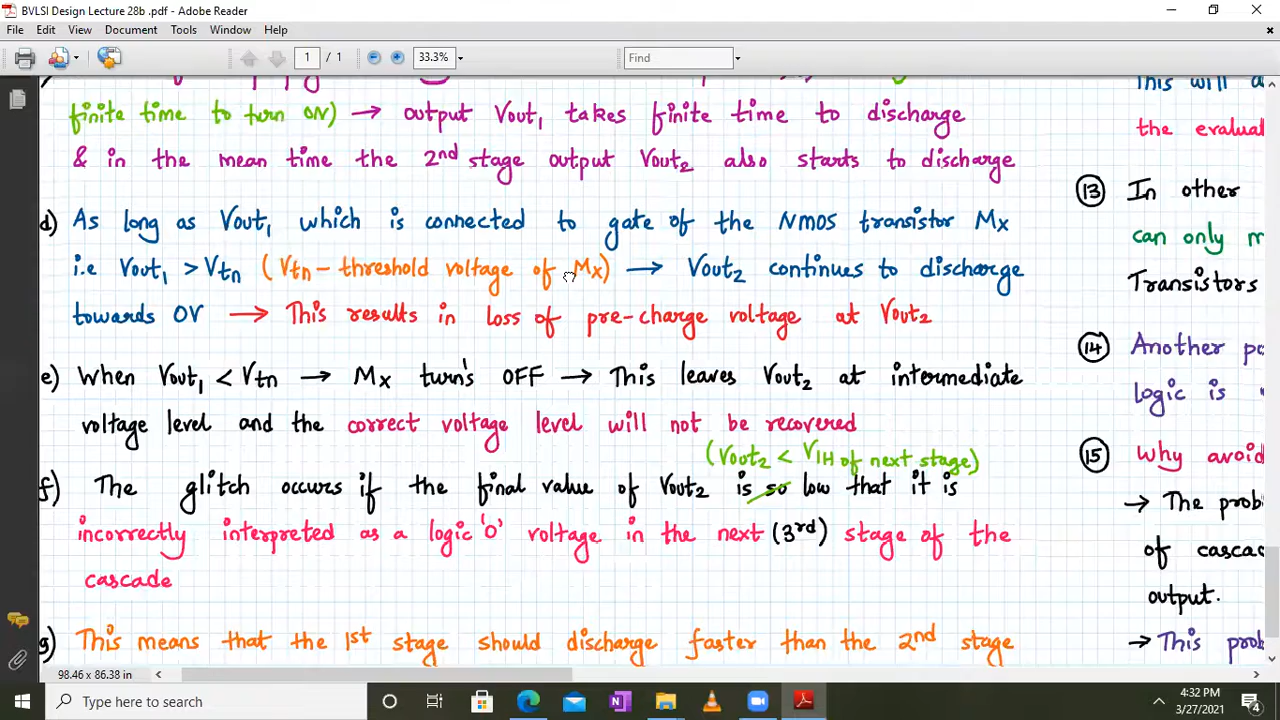 BVLSI Design Lecture 28b .pdf - Adobe Reader
File Edit View Document Tools Window Help
1 / 1 33.3% Find
finite time to turn ON) → output Vout₁ takes finite time to discharge
& in the mean time the 2nd stage output Vout₂ also starts to discharge
d) As long as Vout₁ which is connected to gate of the NMOS transistor Mx
i.e Vout₁ > Vtn (Vtn - threshold voltage of Mx) → Vout₂ continues to discharge
towards 0V → This results in Loss of pre-charge voltage at Vout₂
e) When Vout₁ < Vtn → Mx turn's OFF → This leaves Vout₂ at intermediate
voltage level and the correct voltage level will not be recovered
(Vout₂ < VIH of next stage)
f) The glitch occurs if the final value of Vout₂ is so low that it is
incorrectly interpreted as a logic '0' voltage in the next (3rd) stage of the
cascade
g) This means that the 1st stage should discharge faster than the 2nd stage
This will
the evalua
13 In other
can only m
Transistors
14 Another po
logic is
15 Why avoid
→ The prob
of casca
output.
→ This prob
98.46 x 86.38 in
Type here to search
4:32 PM
3/27/2021
4